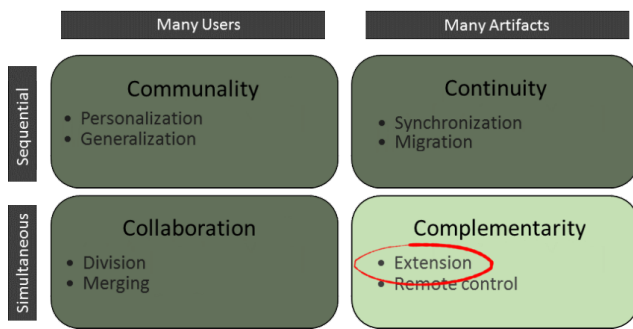 Many Users
Many Artifacts
Sequential
Communality
• Personalization
• Generalization
Continuity
• Synchronization
• Migration
Simultaneous
Collaboration
• Division
• Merging
Complementarity
• Extension
• Remote control